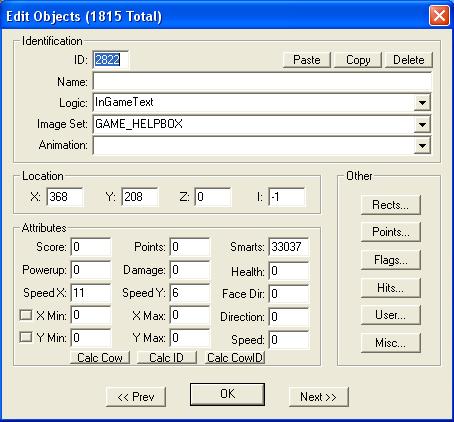 Edit Objects (1815 Total)
Identification
ID: 2822 Paste Copy Delete
Name:
Logic: InGameText
Image Set: GAME_HELPBOX
Animation:
Location
X: 368 Y: 208 Z: 0 I: -1
Other
Rects...
Points...
Flags...
Hits...
User...
Misc...
Attributes
Score: 0 Points: 0 Smarts: 33037
Powerup: 0 Damage: 0 Health: 0
Speed X: 11 Speed Y: 6 Face Dir: 0
X Min: 0 X Max: 0 Direction: 0
Y Min: 0 Y Max: 0 Speed: 0
Calc Cow Calc ID Calc CowID
<< Prev OK Next >>